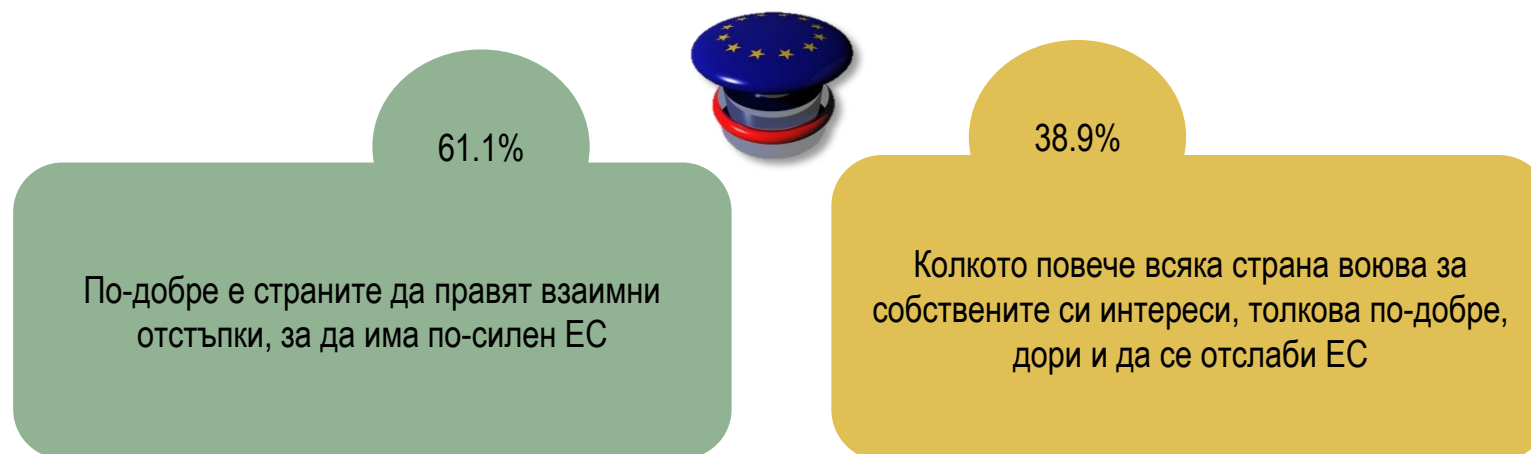 61.1%
По-добре е страните да правят взаимни
отстъпки, за да има по-силен ЕС
38.9%
Колкото повече всяка страна воюва за
собствените си интереси, толкова по-добре,
дори и да се отслаби ЕС